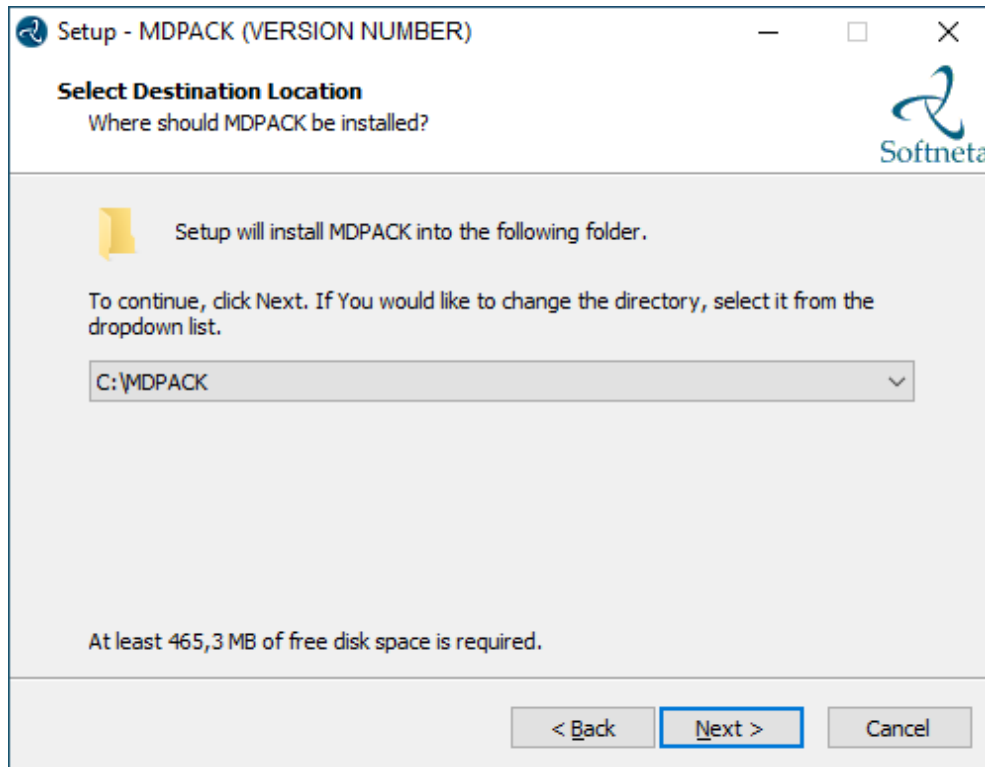 Setup - MDPACK (VERSION NUMBER)
Select Destination Location
Where should MDPACK be installed?
Softneta
Setup will install MDPACK into the following folder.
To continue, click Next. If You would like to change the directory, select it from the
dropdown list.
C:\MDPACK
At least 465,3 MB of free disk space is required.
< Back
Next >
Cancel